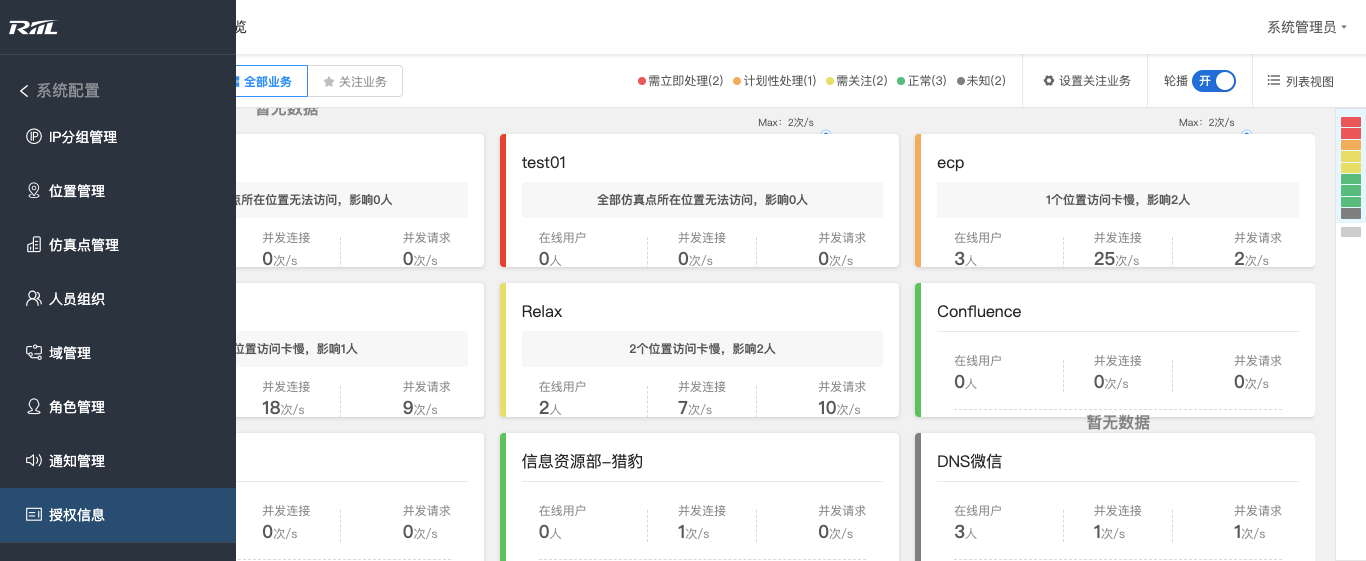 RIIL
系统配置
IP分组管理
位置管理
仿真点管理
人员组织
域管理
角色管理
通知管理
授权信息
览
系统管理员
全部业务
关注业务
需立即处理(2)
计划性处理(1)
需关注(2)
正常(3)
未知(2)
设置关注业务
轮播
开
列表视图
暂无数据
Max：2次/s
Max：2次/s
点所在位置无法访问，影响0人
并发连接 并发请求
0次/s 0次/s
test01
全部仿真点所在位置无法访问，影响0人
在线用户 并发连接 并发请求
0人 0次/s 0次/s
ecp
1个位置访问卡慢，影响2人
在线用户 并发连接 并发请求
3人 25次/s 2次/s
位置访问卡慢，影响1人
并发连接 并发请求
18次/s 9次/s
Relax
2个位置访问卡慢，影响2人
在线用户 并发连接 并发请求
2人 7次/s 10次/s
Confluence
在线用户 并发连接 并发请求
0人 0次/s 0次/s
暂无数据
并发连接 并发请求
0次/s 0次/s
信息资源部-猎豹
在线用户 并发连接 并发请求
0人 1次/s 0次/s
DNS微信
在线用户 并发连接 并发请求
3人 1次/s 1次/s